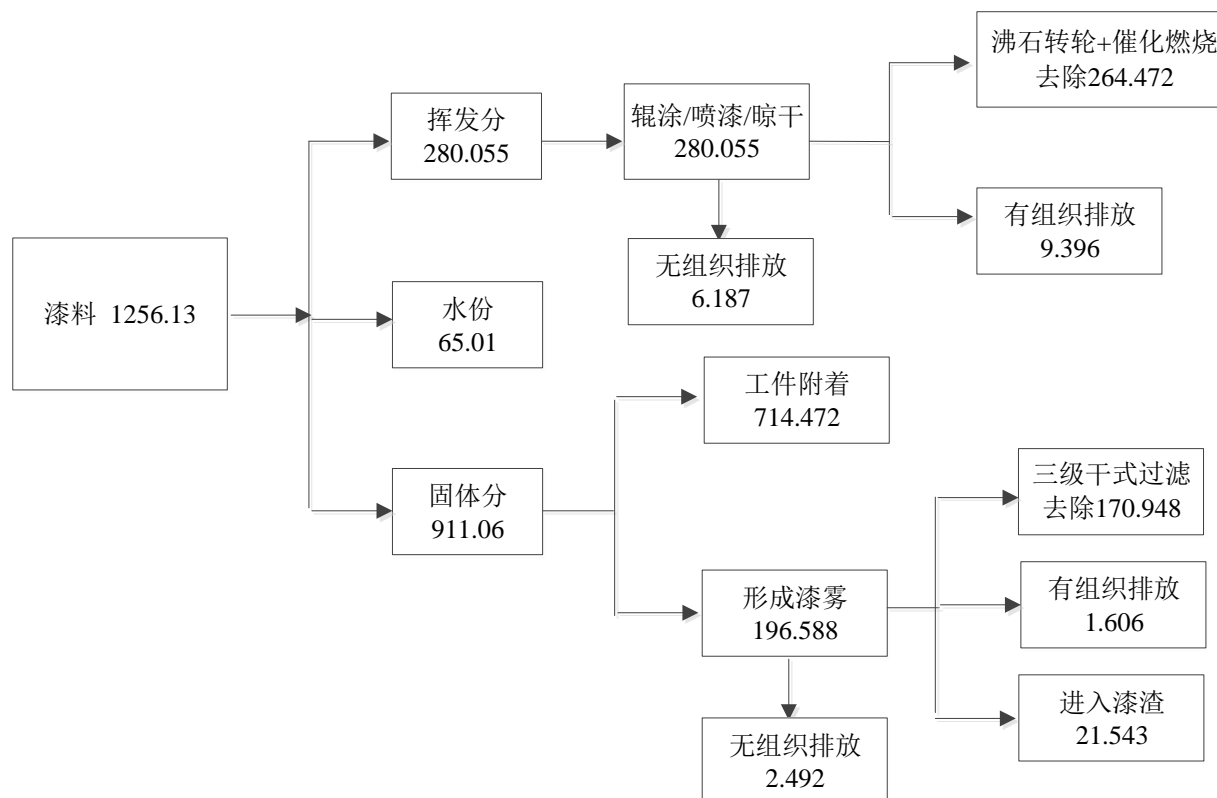 沸石转轮+催化燃烧
去除264.472
挥发分
280.055
辊涂/喷漆/晾干
280.055
有组织排放
9.396
无组织排放
6.187
漆料 1256.13
水份
65.01
工件附着
714.472
固体分
911.06
三级干式过滤
去除170.948
形成漆雾
196.588
有组织排放
1.606
进入漆渣
21.543
无组织排放
2.492